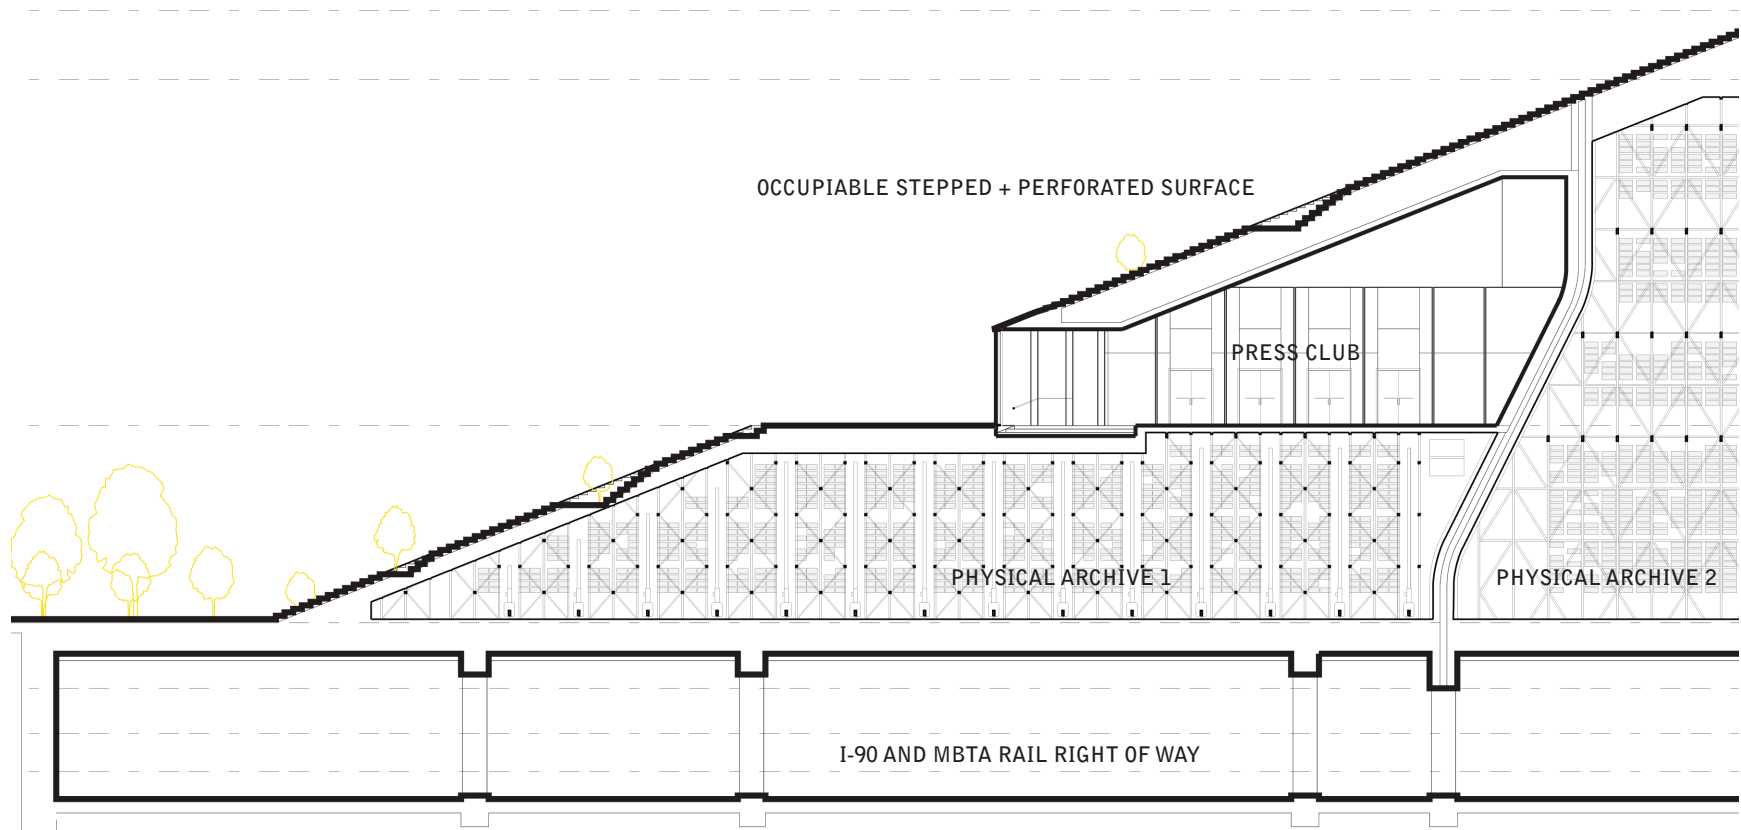 OCCUPIABLE STEPPED + PERFORATED SURFACE
PRESS CLUB
PHYSICAL ARCHIVE 1
PHYSICAL ARCHIVE 2
I-90 AND MBTA RAIL RIGHT OF WAY